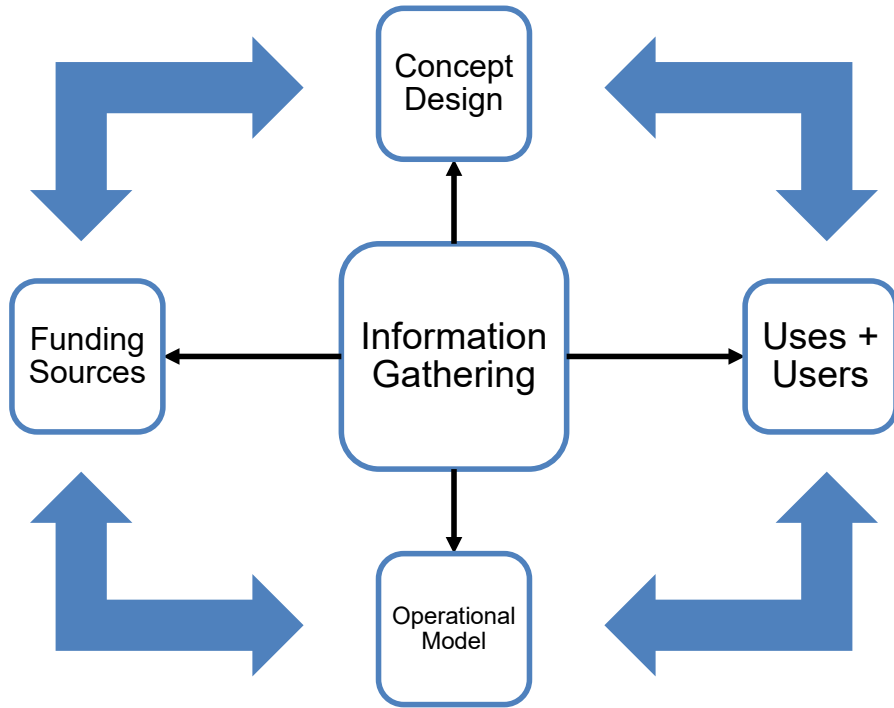 Concept
Design
Funding
Sources
Information
Gathering
Uses +
Users
Operational
Model